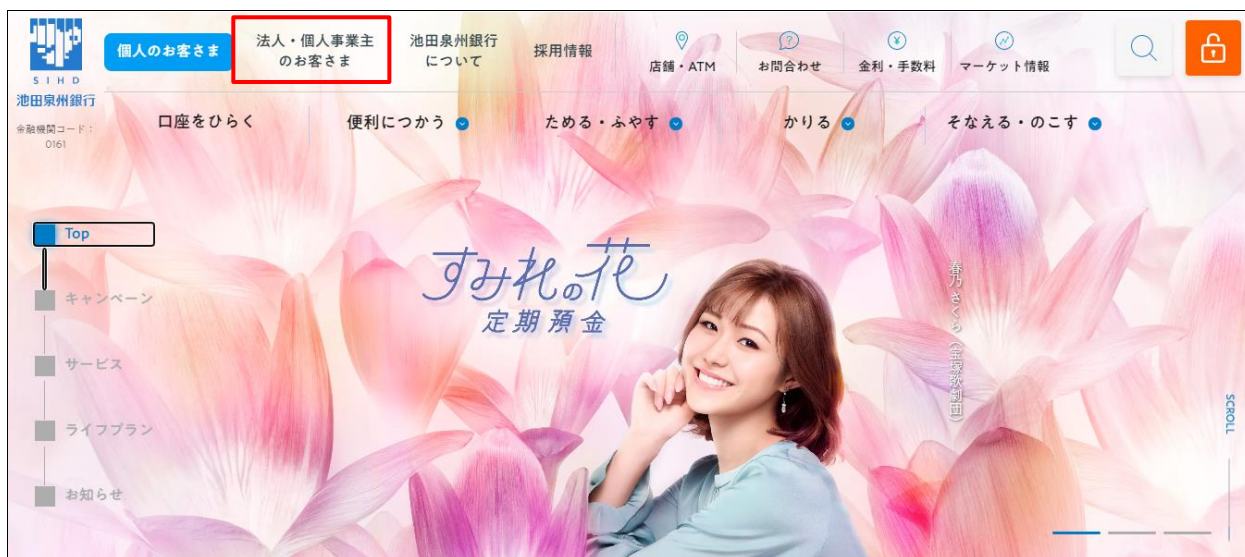 SIHD
池田泉州銀行
金融機関コード：
0161
個人のお客さま
法人・個人事業主
のお客さま
池田泉州銀行
について
採用情報
店舗・ATM
お問合わせ
金利・手数料
マーケット情報
口座をひらく
便利につかう
ためる・ふやす
かりる
そなえる・のこす
Top
キャンペーン
サービス
ライフプラン
お知らせ
すみれの花
定期預金
春乃 さくら（宝塚歌劇団）
SCROLL